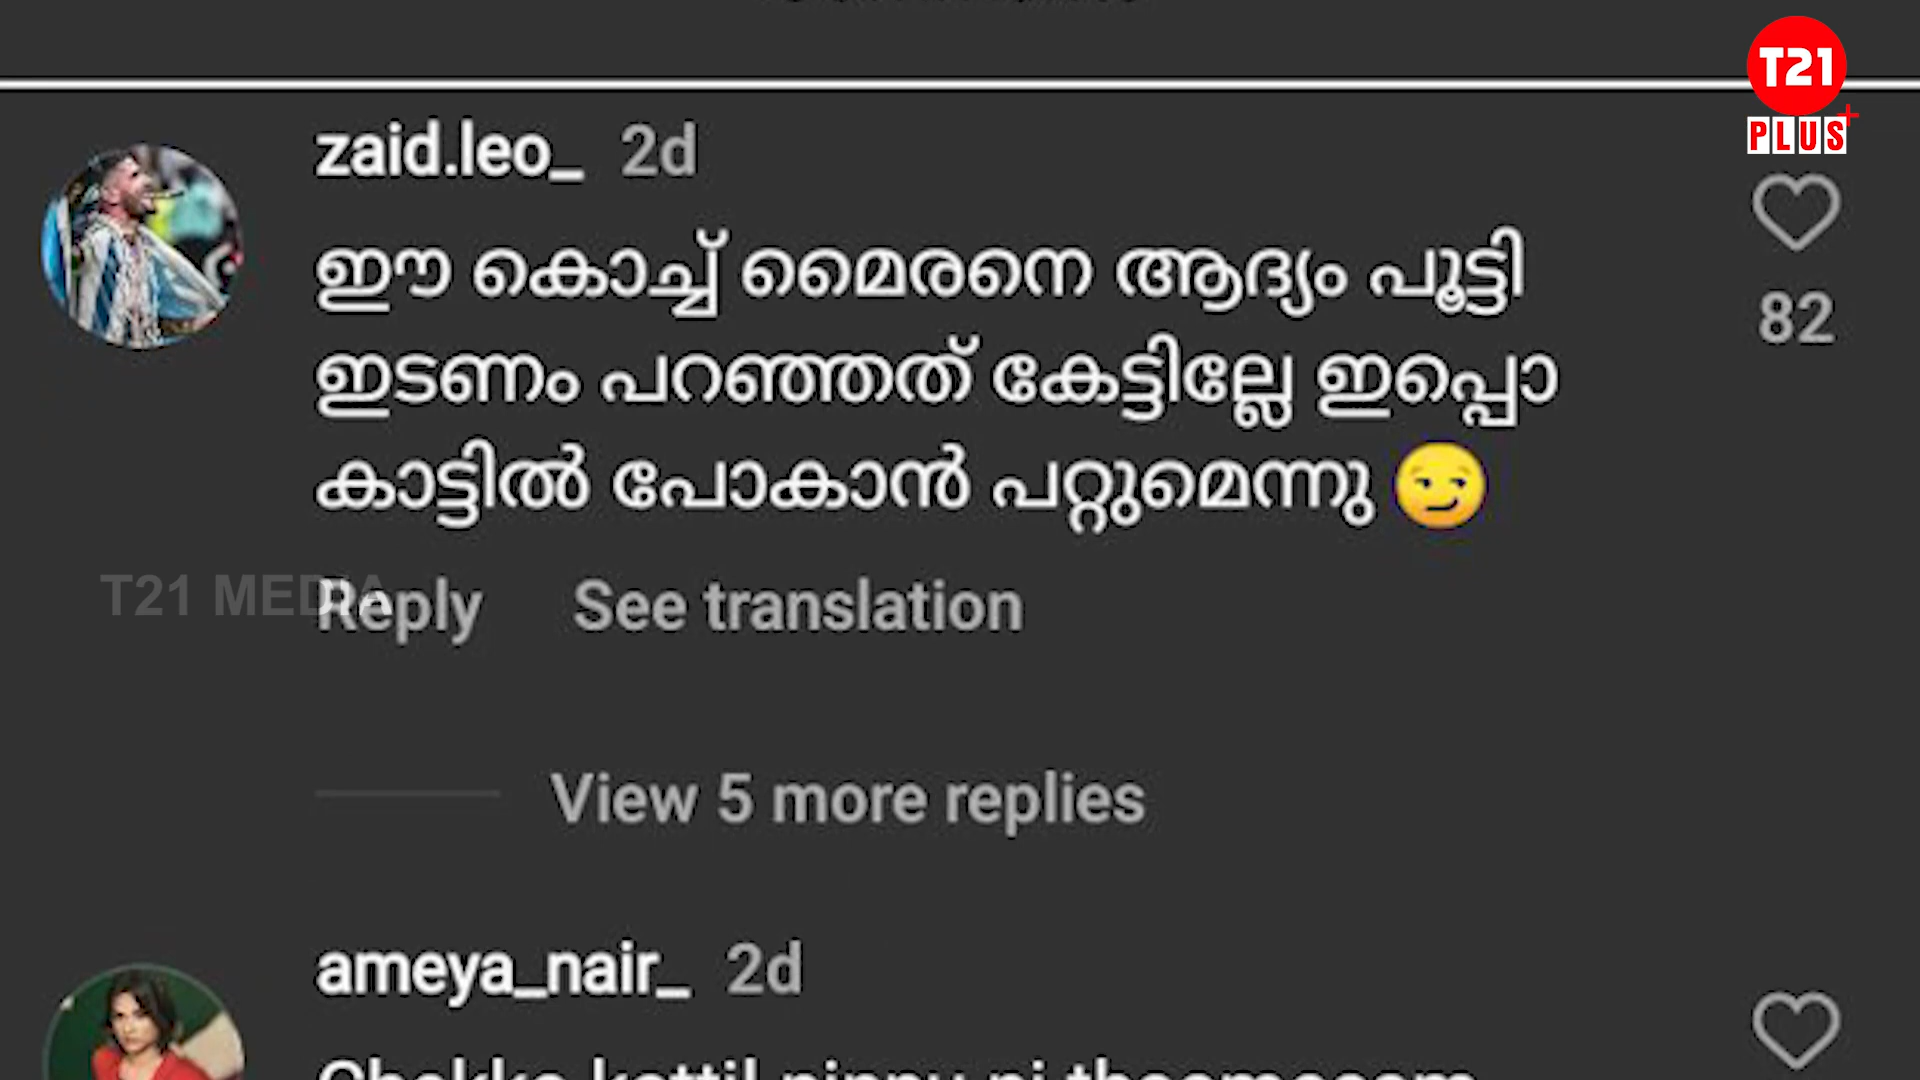 T21
PLUS+
zaid.leo_ 2d
ഈ കൊച്ച് മൈരനെ ആദ്യം പൂട്ടി
ഇടണം പറഞ്ഞത് കേട്ടില്ലേ ഇപ്പൊ
കാട്ടിൽ പോകാൻ പറ്റുമെന്നു 😏
82
T21 MEDIA
Reply See translation
View 5 more replies
ameya_nair_ 2d